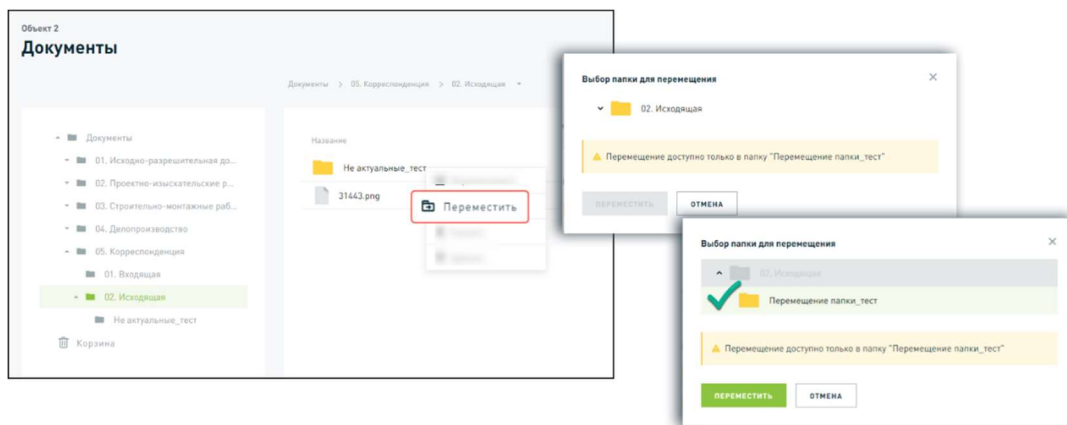 Объект 2
Документы
Документы > 05. Корреспонденция > 02. Исходящая
Документы
01. Исходно-разрешительная до...
02. Проектно-изыскательские р...
03. Строительно-монтажные раб...
04. Делопроизводство
05. Корреспонденция
01. Входящая
02. Исходящая
Не актуальные_тест
Корзина
Название
Не актуальные_тест
31443.png
Переместить
Выбор папки для перемещения
02. Исходящая
Перемещение доступно только в папку "Перемещение папки_тест"
ПЕРЕМЕСТИТЬ
ОТМЕНА
Выбор папки для перемещения
02. Исходящая
Перемещение папки_тест
Перемещение доступно только в папку "Перемещение папки_тест"
ПЕРЕМЕСТИТЬ
ОТМЕНА